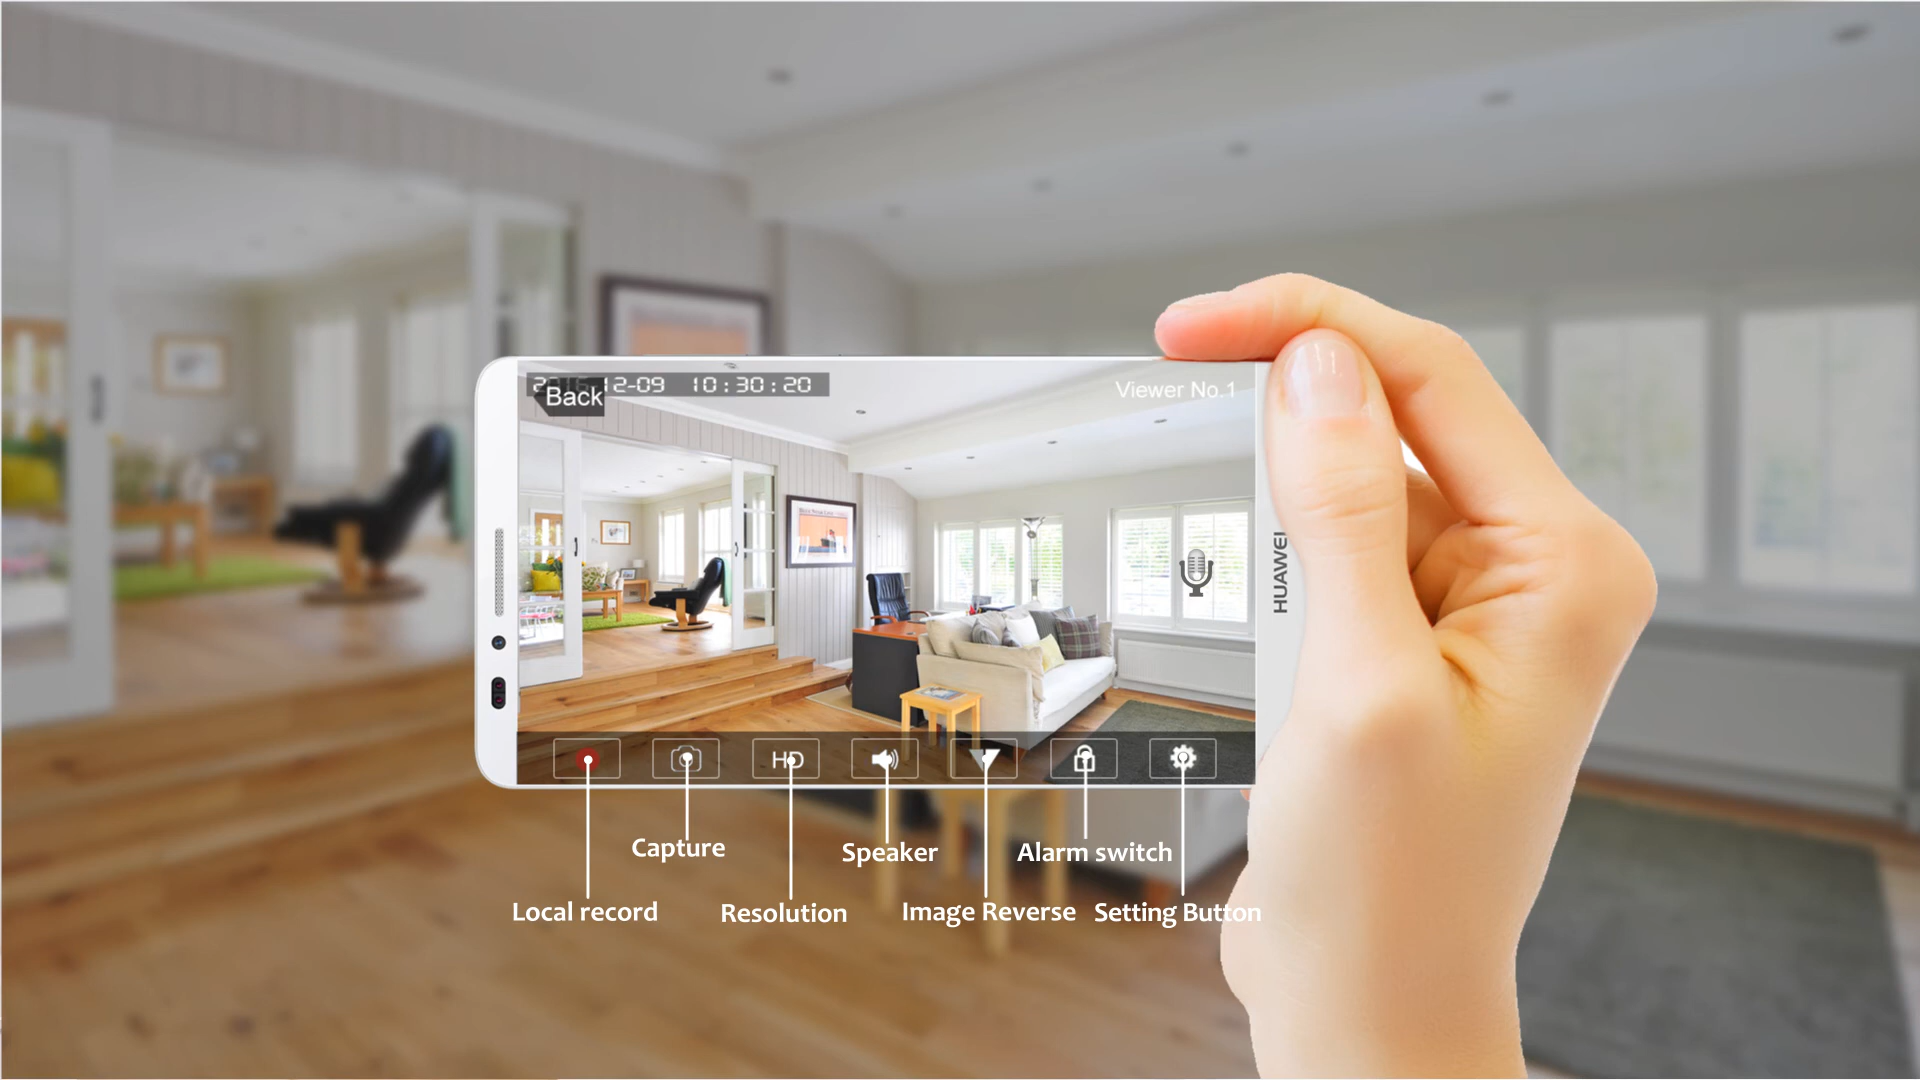 12-09 10:30:20
Back
Viewer No.1
HUAWEI
HD
Capture
Speaker
Alarm switch
Local record
Resolution
Image Reverse
Setting Button